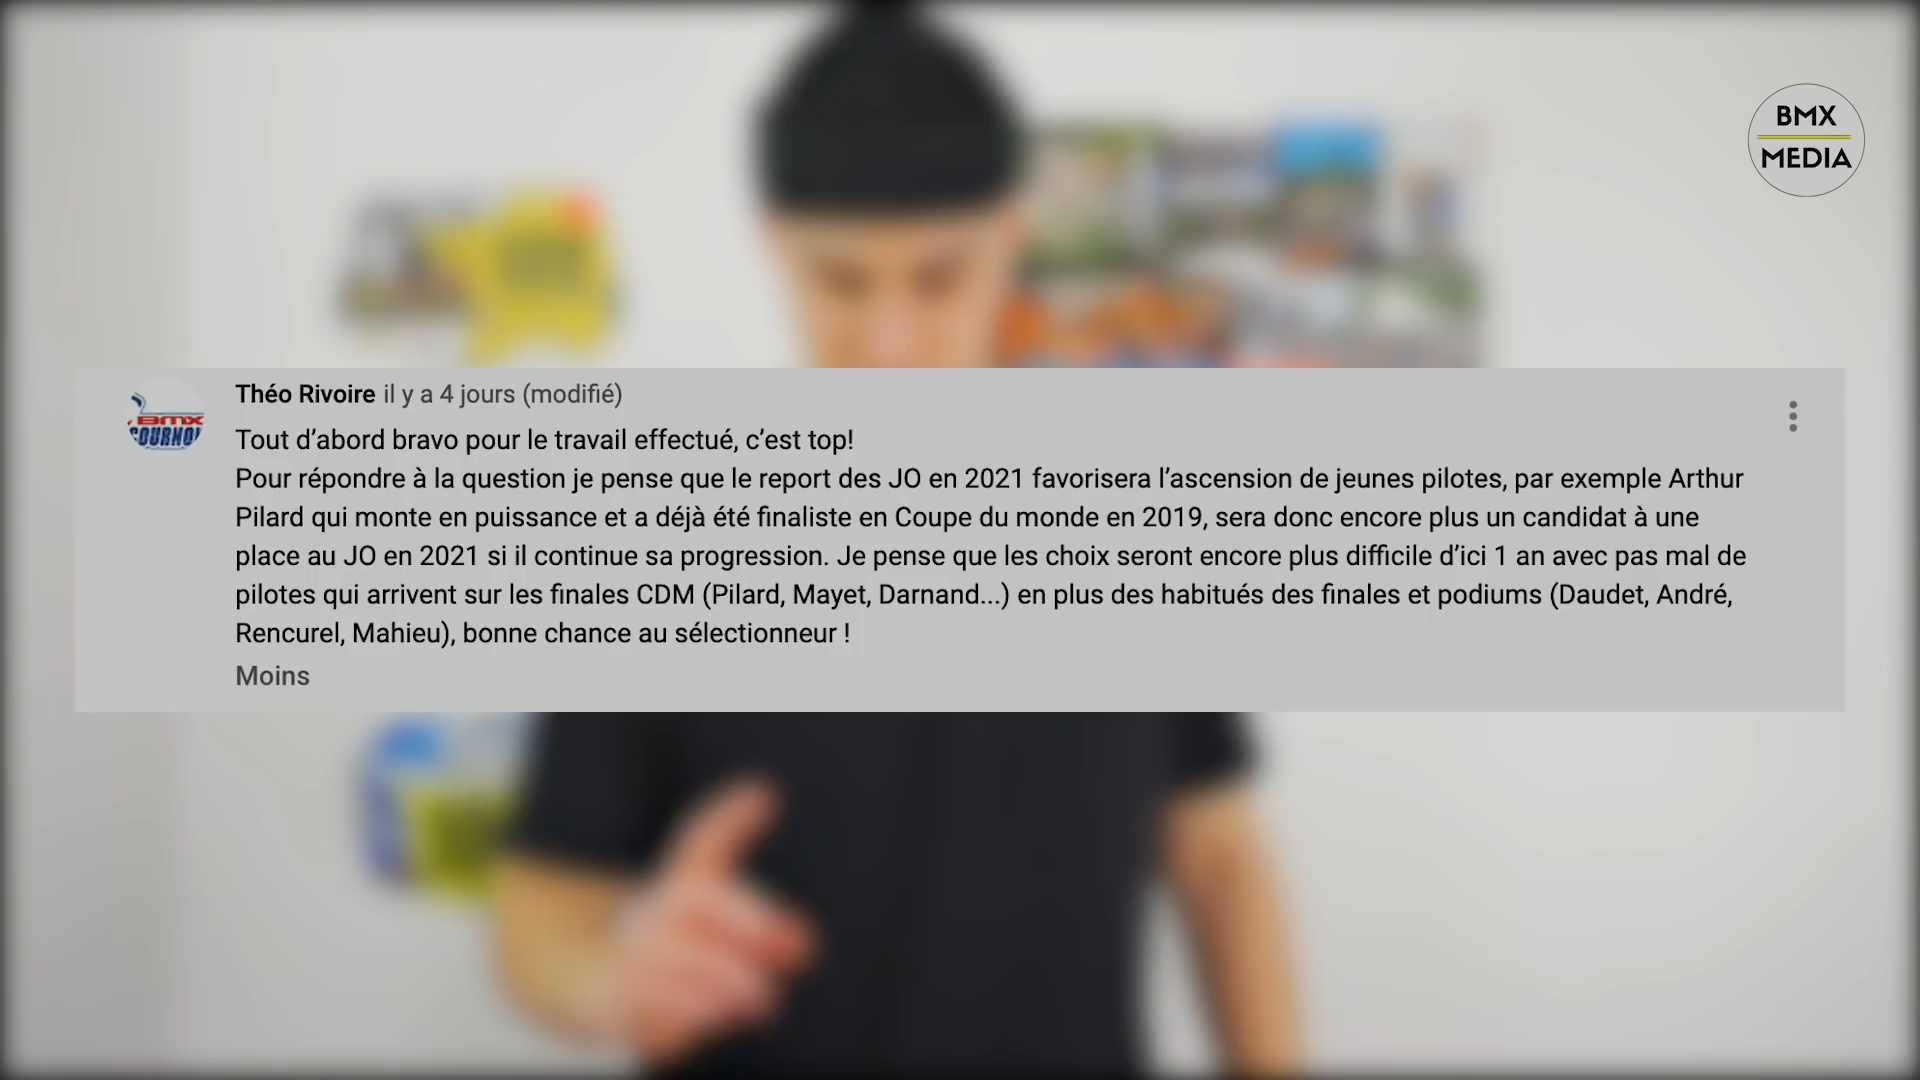 BMX
MEDIA
Théo Rivoire il y a 4 jours (modifié)
BMX
Tout d’abord bravo pour le travail effectué, c’est top!
Pour répondre à la question je pense que le report des JO en 2021 favorisera l’ascension de jeunes pilotes, par exemple Arthur
Pilard qui monte en puissance et a déjà été finaliste en Coupe du monde en 2019, sera donc encore plus un candidat à une
place au JO en 2021 si il continue sa progression. Je pense que les choix seront encore plus difficile d’ici 1 an avec pas mal de
pilotes qui arrivent sur les finales CDM (Pilard, Mayet, Darnand...) en plus des habitués des finales et podiums (Daudet, André,
Rencurel, Mahieu), bonne chance au sélectionneur !
Moins